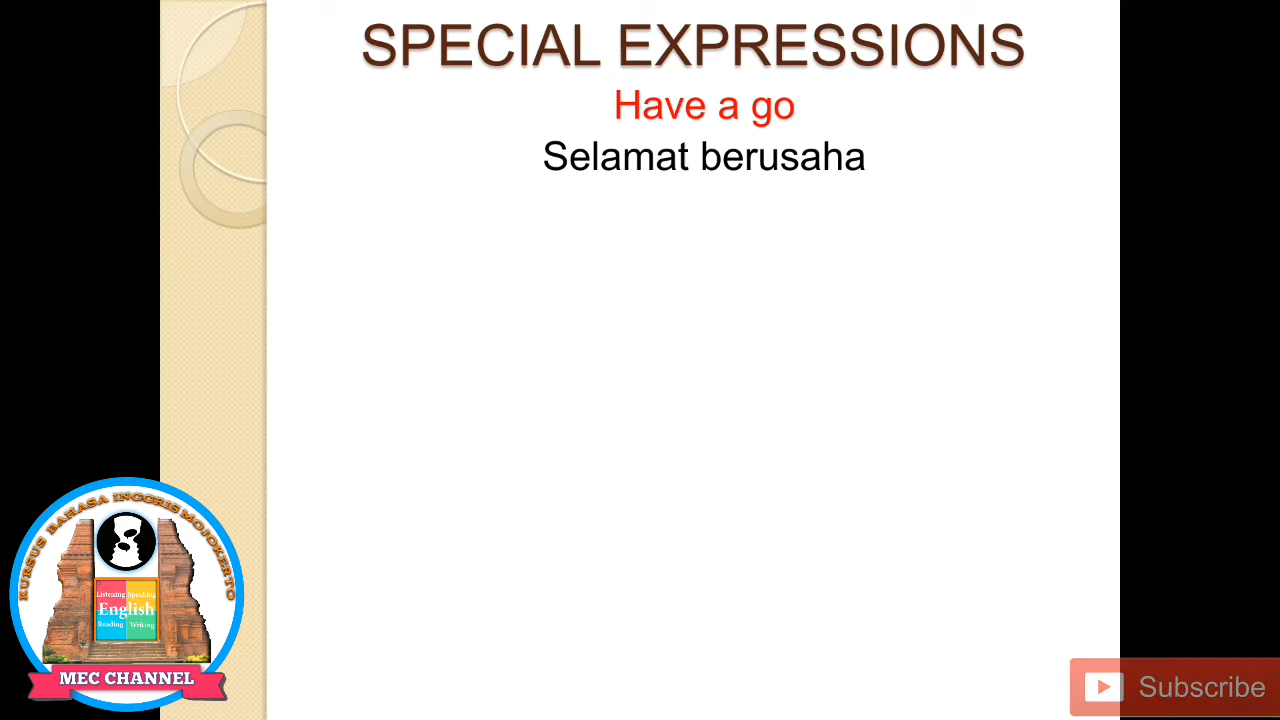 SPECIAL EXPRESSIONS
Have a go
Selamat berusaha
KURSUS BAHASA INGGRIS MOJOKERTO
Listening Speaking
English
Reading Writing
MEC CHANNEL
Subscribe